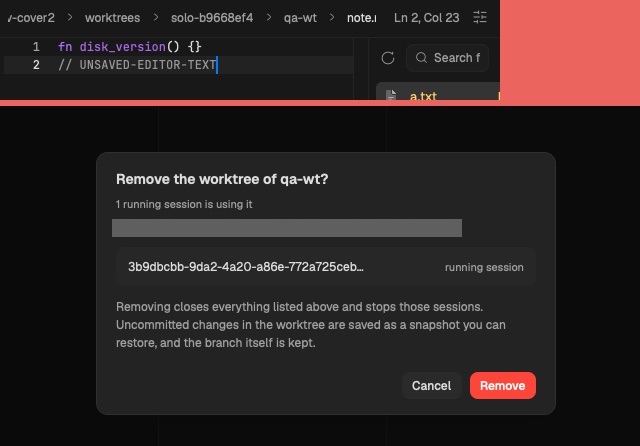 v-cover2 > worktrees > solo-b9668ef4 > qa-wt > note.r Ln 2, Col 23
1 fn disk_version() {}
2 // UNSAVED-EDITOR-TEXT
Search f
a.txt
Remove the worktree of qa-wt?
1 running session is using it
3b9dbcbb-9da2-4a20-a86e-772a725ceb... running session
Removing closes everything listed above and stops those sessions.
Uncommitted changes in the worktree are saved as a snapshot you can
restore, and the branch itself is kept.
Cancel Remove